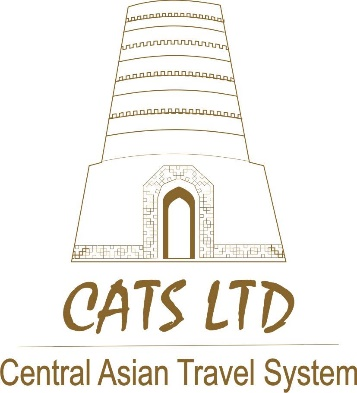 CATS LTD
Central Asian Travel System